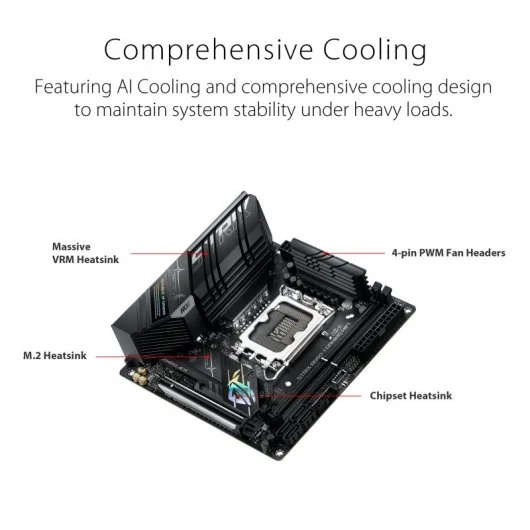 Comprehensive Cooling
Featuring AI Cooling and comprehensive cooling design
to maintain system stability under heavy loads.
Massive
VRM Heatsink
4-pin PWM Fan Headers
M.2 Heatsink
Chipset Heatsink